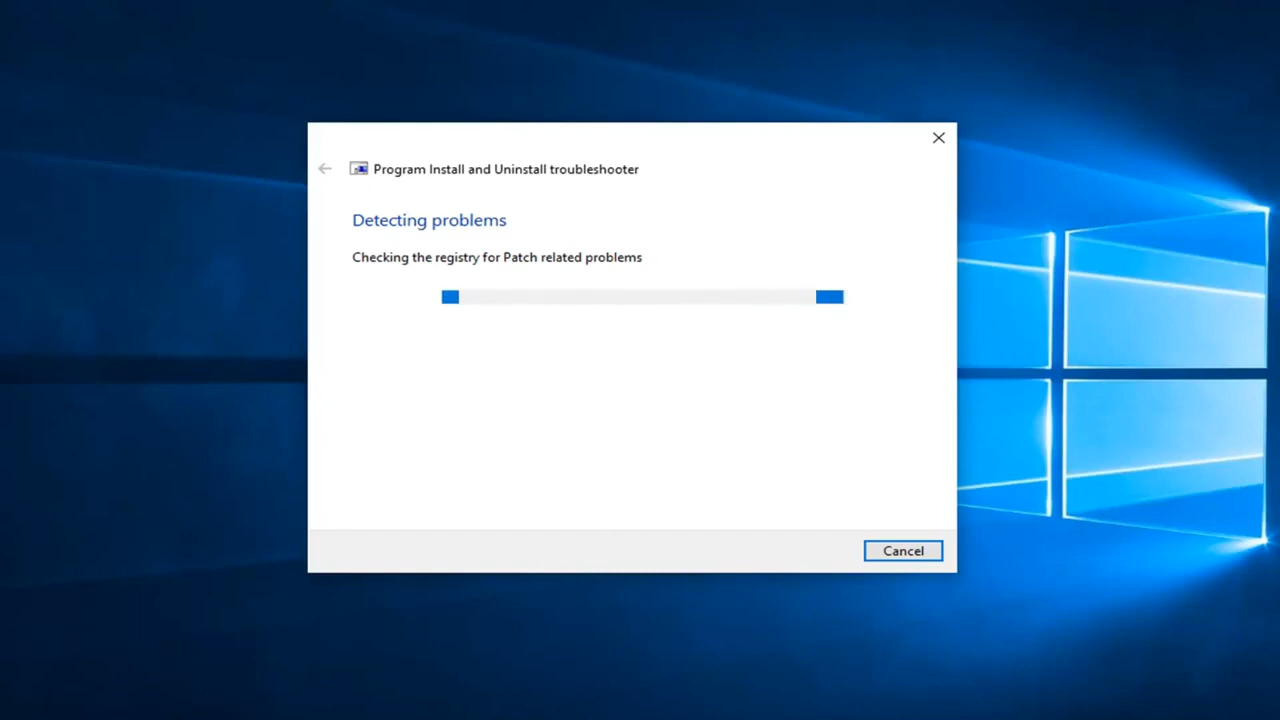 Program Install and Uninstall troubleshooter
Detecting problems
Checking the registry for Patch related problems
Cancel